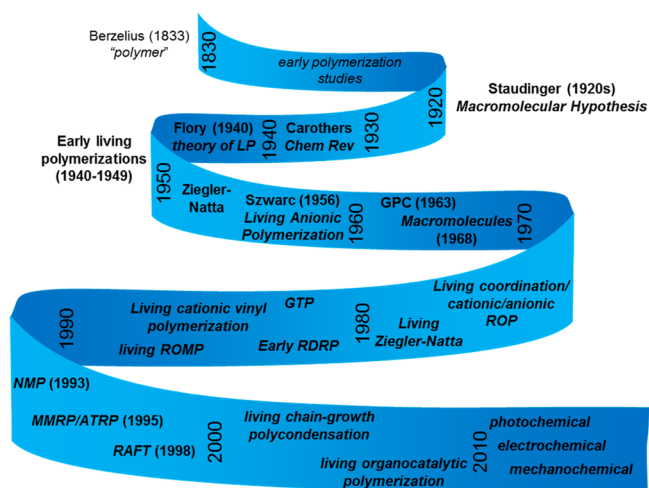 Berzelius (1833)
"polymer"
1830
early polymerization
studies
1920
Staudinger (1920s)
Macromolecular Hypothesis
1930
Carothers
Chem Rev
1940
Flory (1940)
theory of LP
Early living
polymerizations
(1940-1949)
1950
Ziegler-
Natta
Szwarc (1956)
Living Anionic
Polymerization
1960
GPC (1963)
Macromolecules
(1968)
1970
Living coordination/
cationic/anionic
ROP
Living
Ziegler-Natta
1980
GTP
Early RDRP
Living cationic vinyl
polymerization
living ROMP
1990
NMP (1993)
MMRP/ATRP (1995)
RAFT (1998)
2000
living chain-growth
polycondensation
living organocatalytic
polymerization
2010
photochemical
electrochemical
mechanochemical